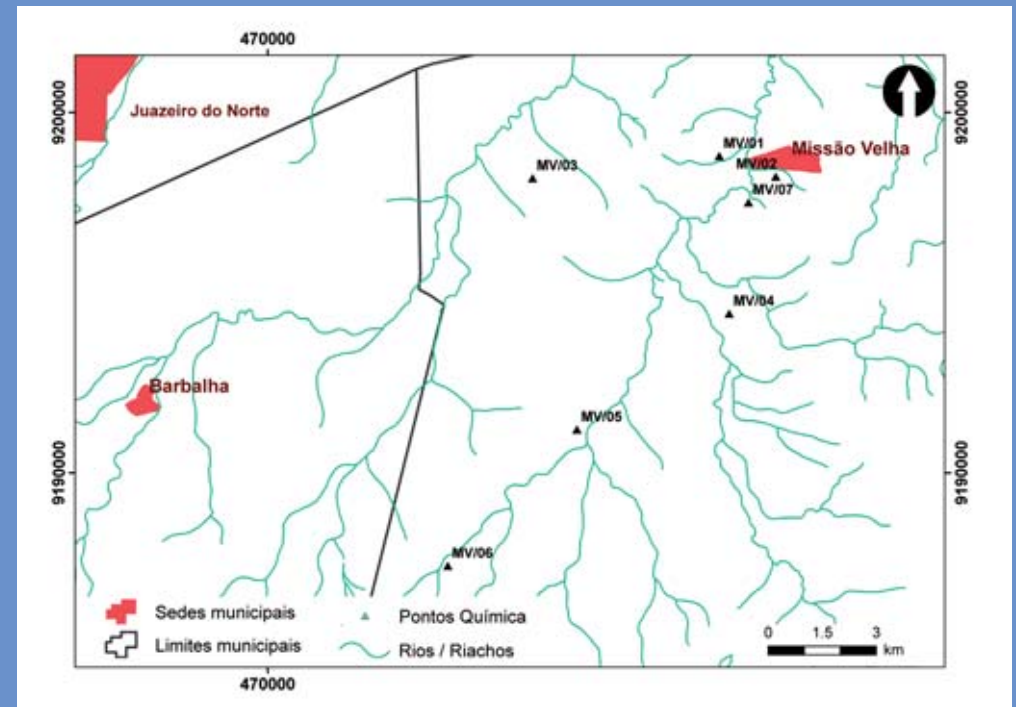 470000
Juazeiro do Norte
9200000
9200000
MV/01
Missão Velha
MV/03
MV/02
MV/07
MV/04
Barbalha
MV/05
9190000
9190000
MV/06
Sedes municipais
Pontos Química
Limites municipais
Rios / Riachos
0 1.5 3
km
470000